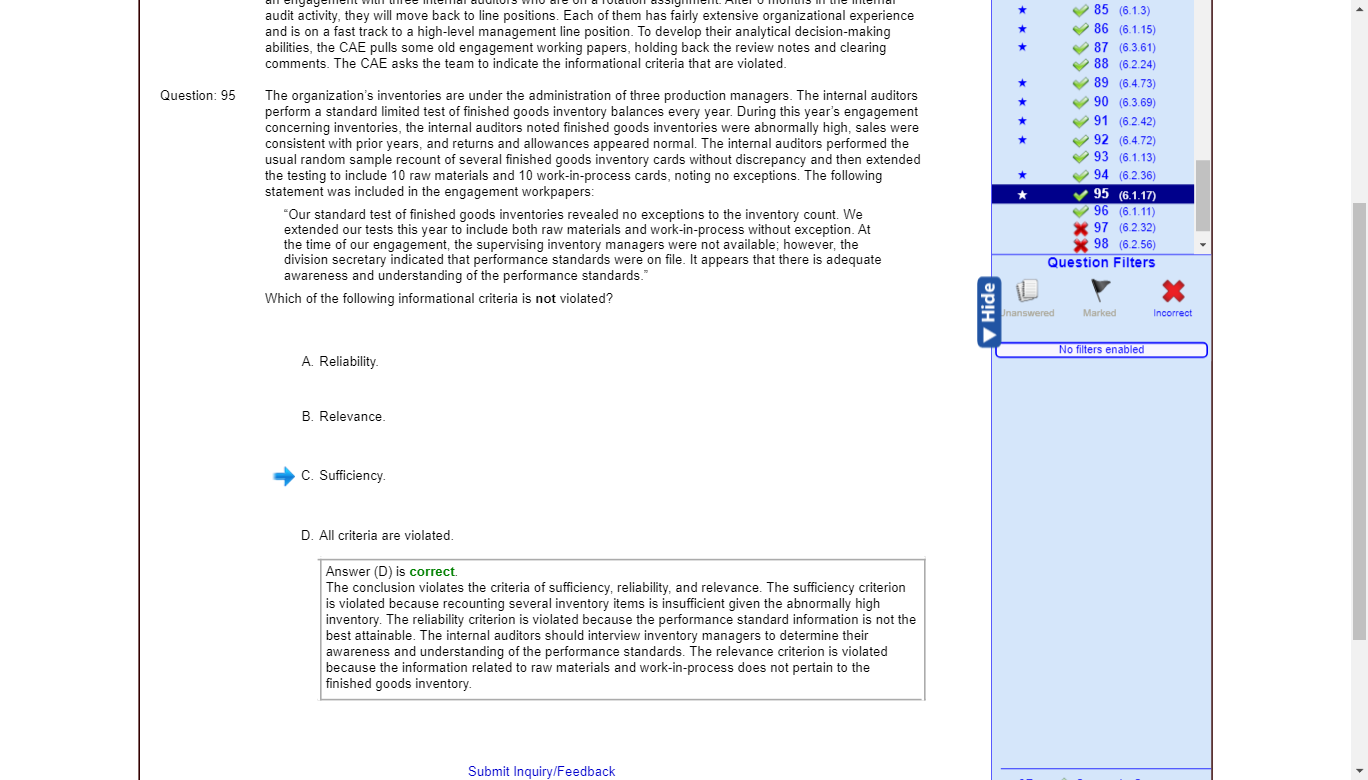 an engagement with three internal auditors who are on a rotation assignment. After 6 months in the internal
audit activity, they will move back to line positions. Each of them has fairly extensive organizational experience
and is on a fast track to a high-level management line position. To develop their analytical decision-making
abilities, the CAE pulls some old engagement working papers, holding back the review notes and clearing
comments. The CAE asks the team to indicate the informational criteria that are violated.
Question: 95
The organization's inventories are under the administration of three production managers. The internal auditors
perform a standard limited test of finished goods inventory balances every year. During this year's engagement
concerning inventories, the internal auditors noted finished goods inventories were abnormally high, sales were
consistent with prior years, and returns and allowances appeared normal. The internal auditors performed the
usual random sample recount of several finished goods inventory cards without discrepancy and then extended
the testing to include 10 raw materials and 10 work-in-process cards, noting no exceptions. The following
statement was included in the engagement workpapers:
“Our standard test of finished goods inventories revealed no exceptions to the inventory count. We
extended our tests this year to include both raw materials and work-in-process without exception. At
the time of our engagement, the supervising inventory managers were not available; however, the
division secretary indicated that performance standards were on file. It appears that there is adequate
awareness and understanding of the performance standards.”
Which of the following informational criteria is not violated?
A. Reliability.
B. Relevance.
C. Sufficiency.
D. All criteria are violated.
Answer (D) is correct.
The conclusion violates the criteria of sufficiency, reliability, and relevance. The sufficiency criterion
is violated because recounting several inventory items is insufficient given the abnormally high
inventory. The reliability criterion is violated because the performance standard information is not the
best attainable. The internal auditors should interview inventory managers to determine their
awareness and understanding of the performance standards. The relevance criterion is violated
because the information related to raw materials and work-in-process does not pertain to the
finished goods inventory.
Submit Inquiry/Feedback
85 (6.1.3)
86 (6.1.15)
87 (6.3.61)
88 (6.2.24)
89 (6.4.73)
90 (6.3.69)
91 (6.2.42)
92 (6.4.72)
93 (6.1.13)
94 (6.2.36)
95 (6.1.17)
96 (6.1.11)
97 (6.2.32)
98 (6.2.56)
Question Filters
Hide
Unanswered Marked Incorrect
No filters enabled